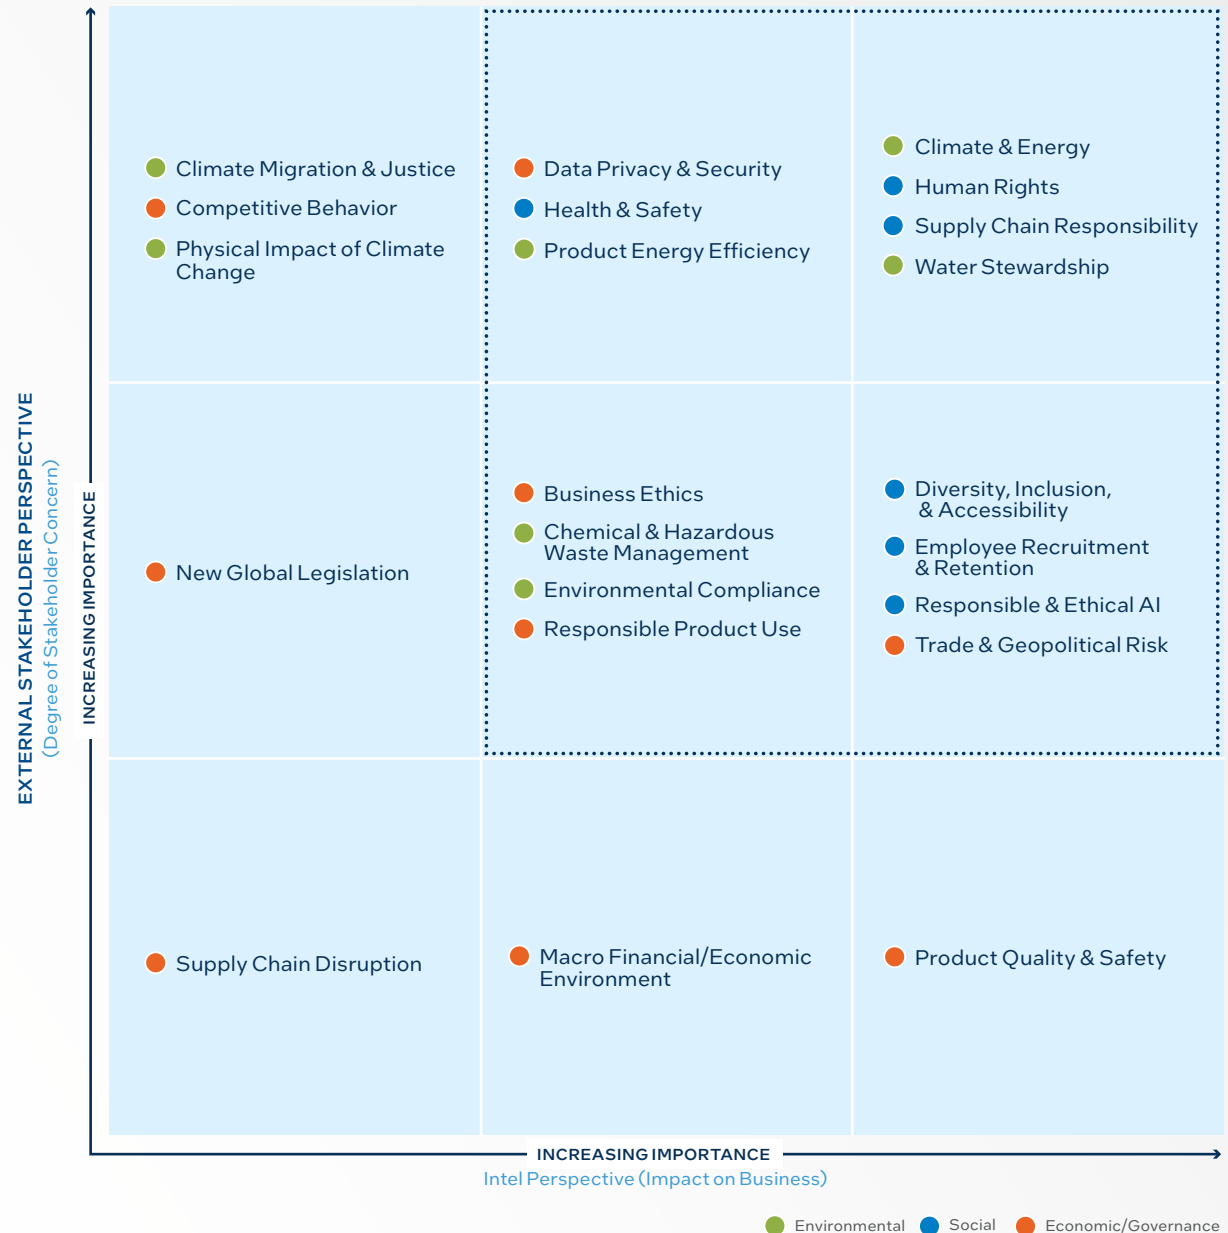 EXTERNAL STAKEHOLDER PERSPECTIVE
(Degree of Stakeholder Concern)
INCREASING IMPORTANCE
Climate Migration & Justice
Competitive Behavior
Physical Impact of Climate
Change
Data Privacy & Security
Health & Safety
Product Energy Efficiency
Climate & Energy
Human Rights
Supply Chain Responsibility
Water Stewardship
New Global Legislation
Business Ethics
Chemical & Hazardous
Waste Management
Environmental Compliance
Responsible Product Use
Diversity, Inclusion,
& Accessibility
Employee Recruitment
& Retention
Responsible & Ethical AI
Trade & Geopolitical Risk
Supply Chain Disruption
Macro Financial/Economic
Environment
Product Quality & Safety
INCREASING IMPORTANCE
Intel Perspective (Impact on Business)
Environmental
Social
Economic/Governance